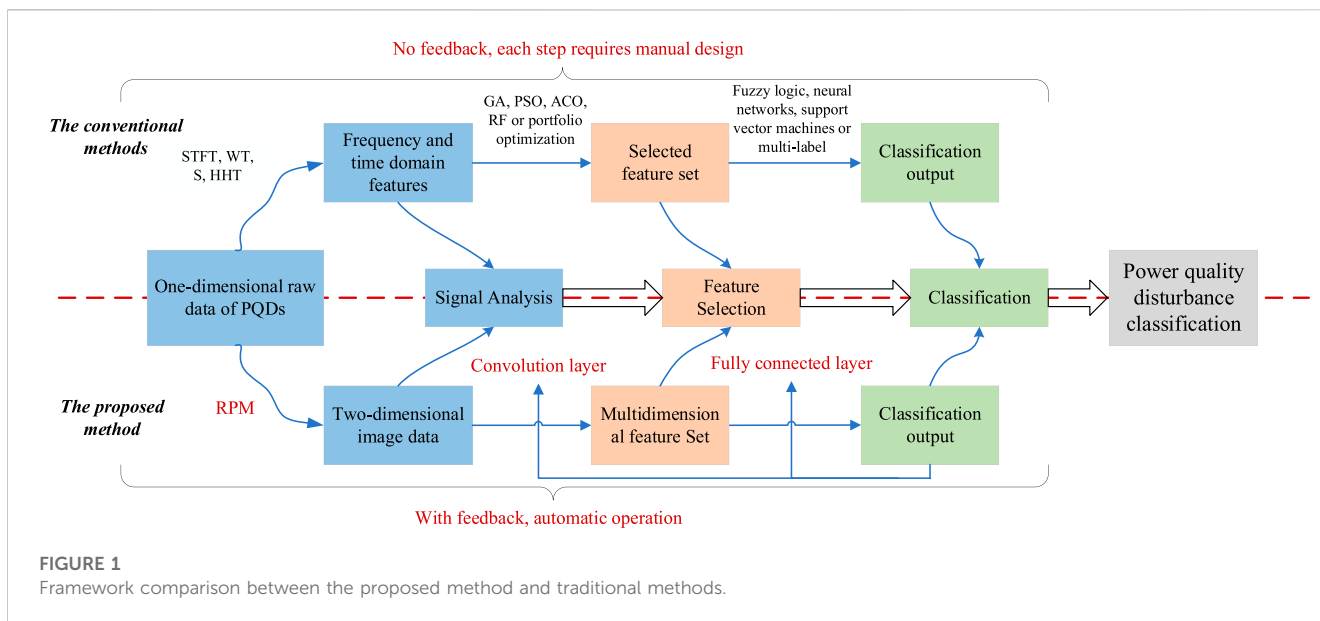 No feedback, each step requires manual design
The conventional
methods
STFT, WT,
S, HHT
Frequency and
time domain
features
GA, PSO, ACO,
RF or portfolio
optimization
Selected
feature set
Fuzzy logic, neural
networks, support
vector machines or
multi-label
Classification
output
One-dimensional raw
data of PQDs
Signal Analysis
Feature
Selection
Classification
Power quality
disturbance
classification
The proposed
method
RPM
Two-dimensional
image data
Convolution layer
Multidimension
al feature Set
Fully connected layer
Classification
output
With feedback, automatic operation
FIGURE 1
Framework comparison between the proposed method and traditional methods.